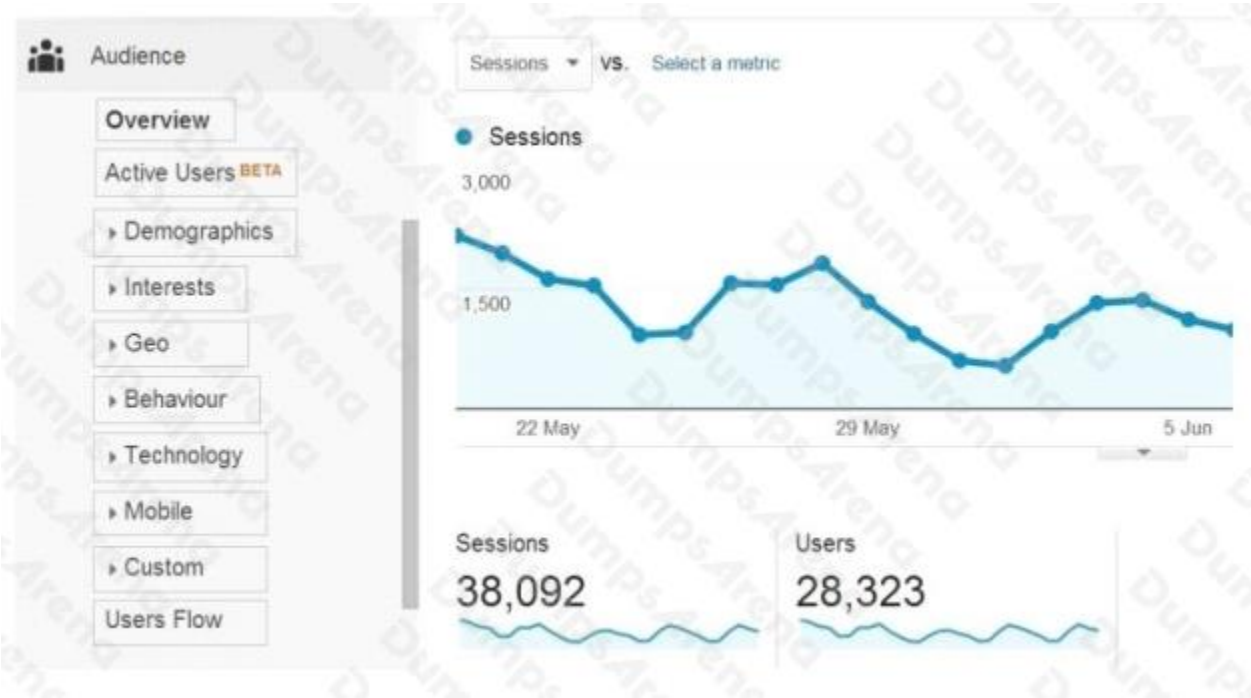 Audience
Overview
Active Users BETA
Demographics
Interests
Geo
Behaviour
Technology
Mobile
Custom
Users Flow
Sessions VS. Select a metric
Sessions
3,000
1,500
22 May 29 May 5 Jun
Sessions Users
38,092 28,323
DumpsArena